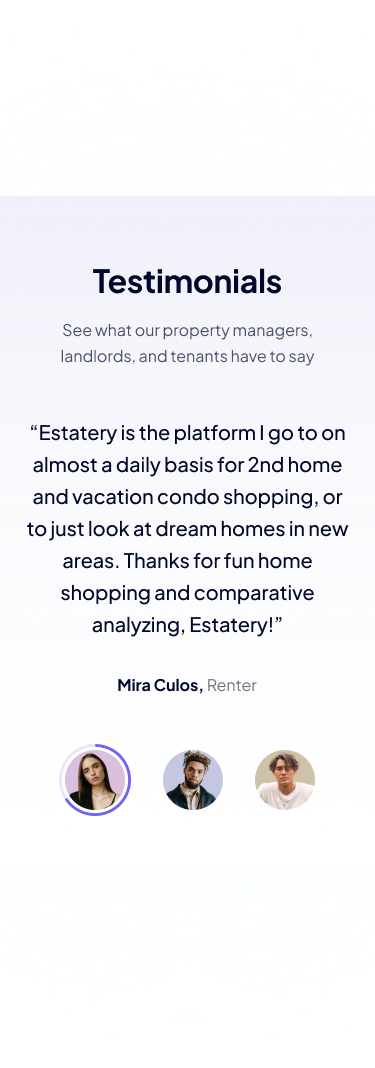 Testimonials
See what our property managers,
landlords, and tenants have to say
“Estatery is the platform I go to on
almost a daily basis for 2nd home
and vacation condo shopping, or
to just look at dream homes in new
areas. Thanks for fun home
shopping and comparative
analyzing, Estatery!”
Mira Culos, Renter